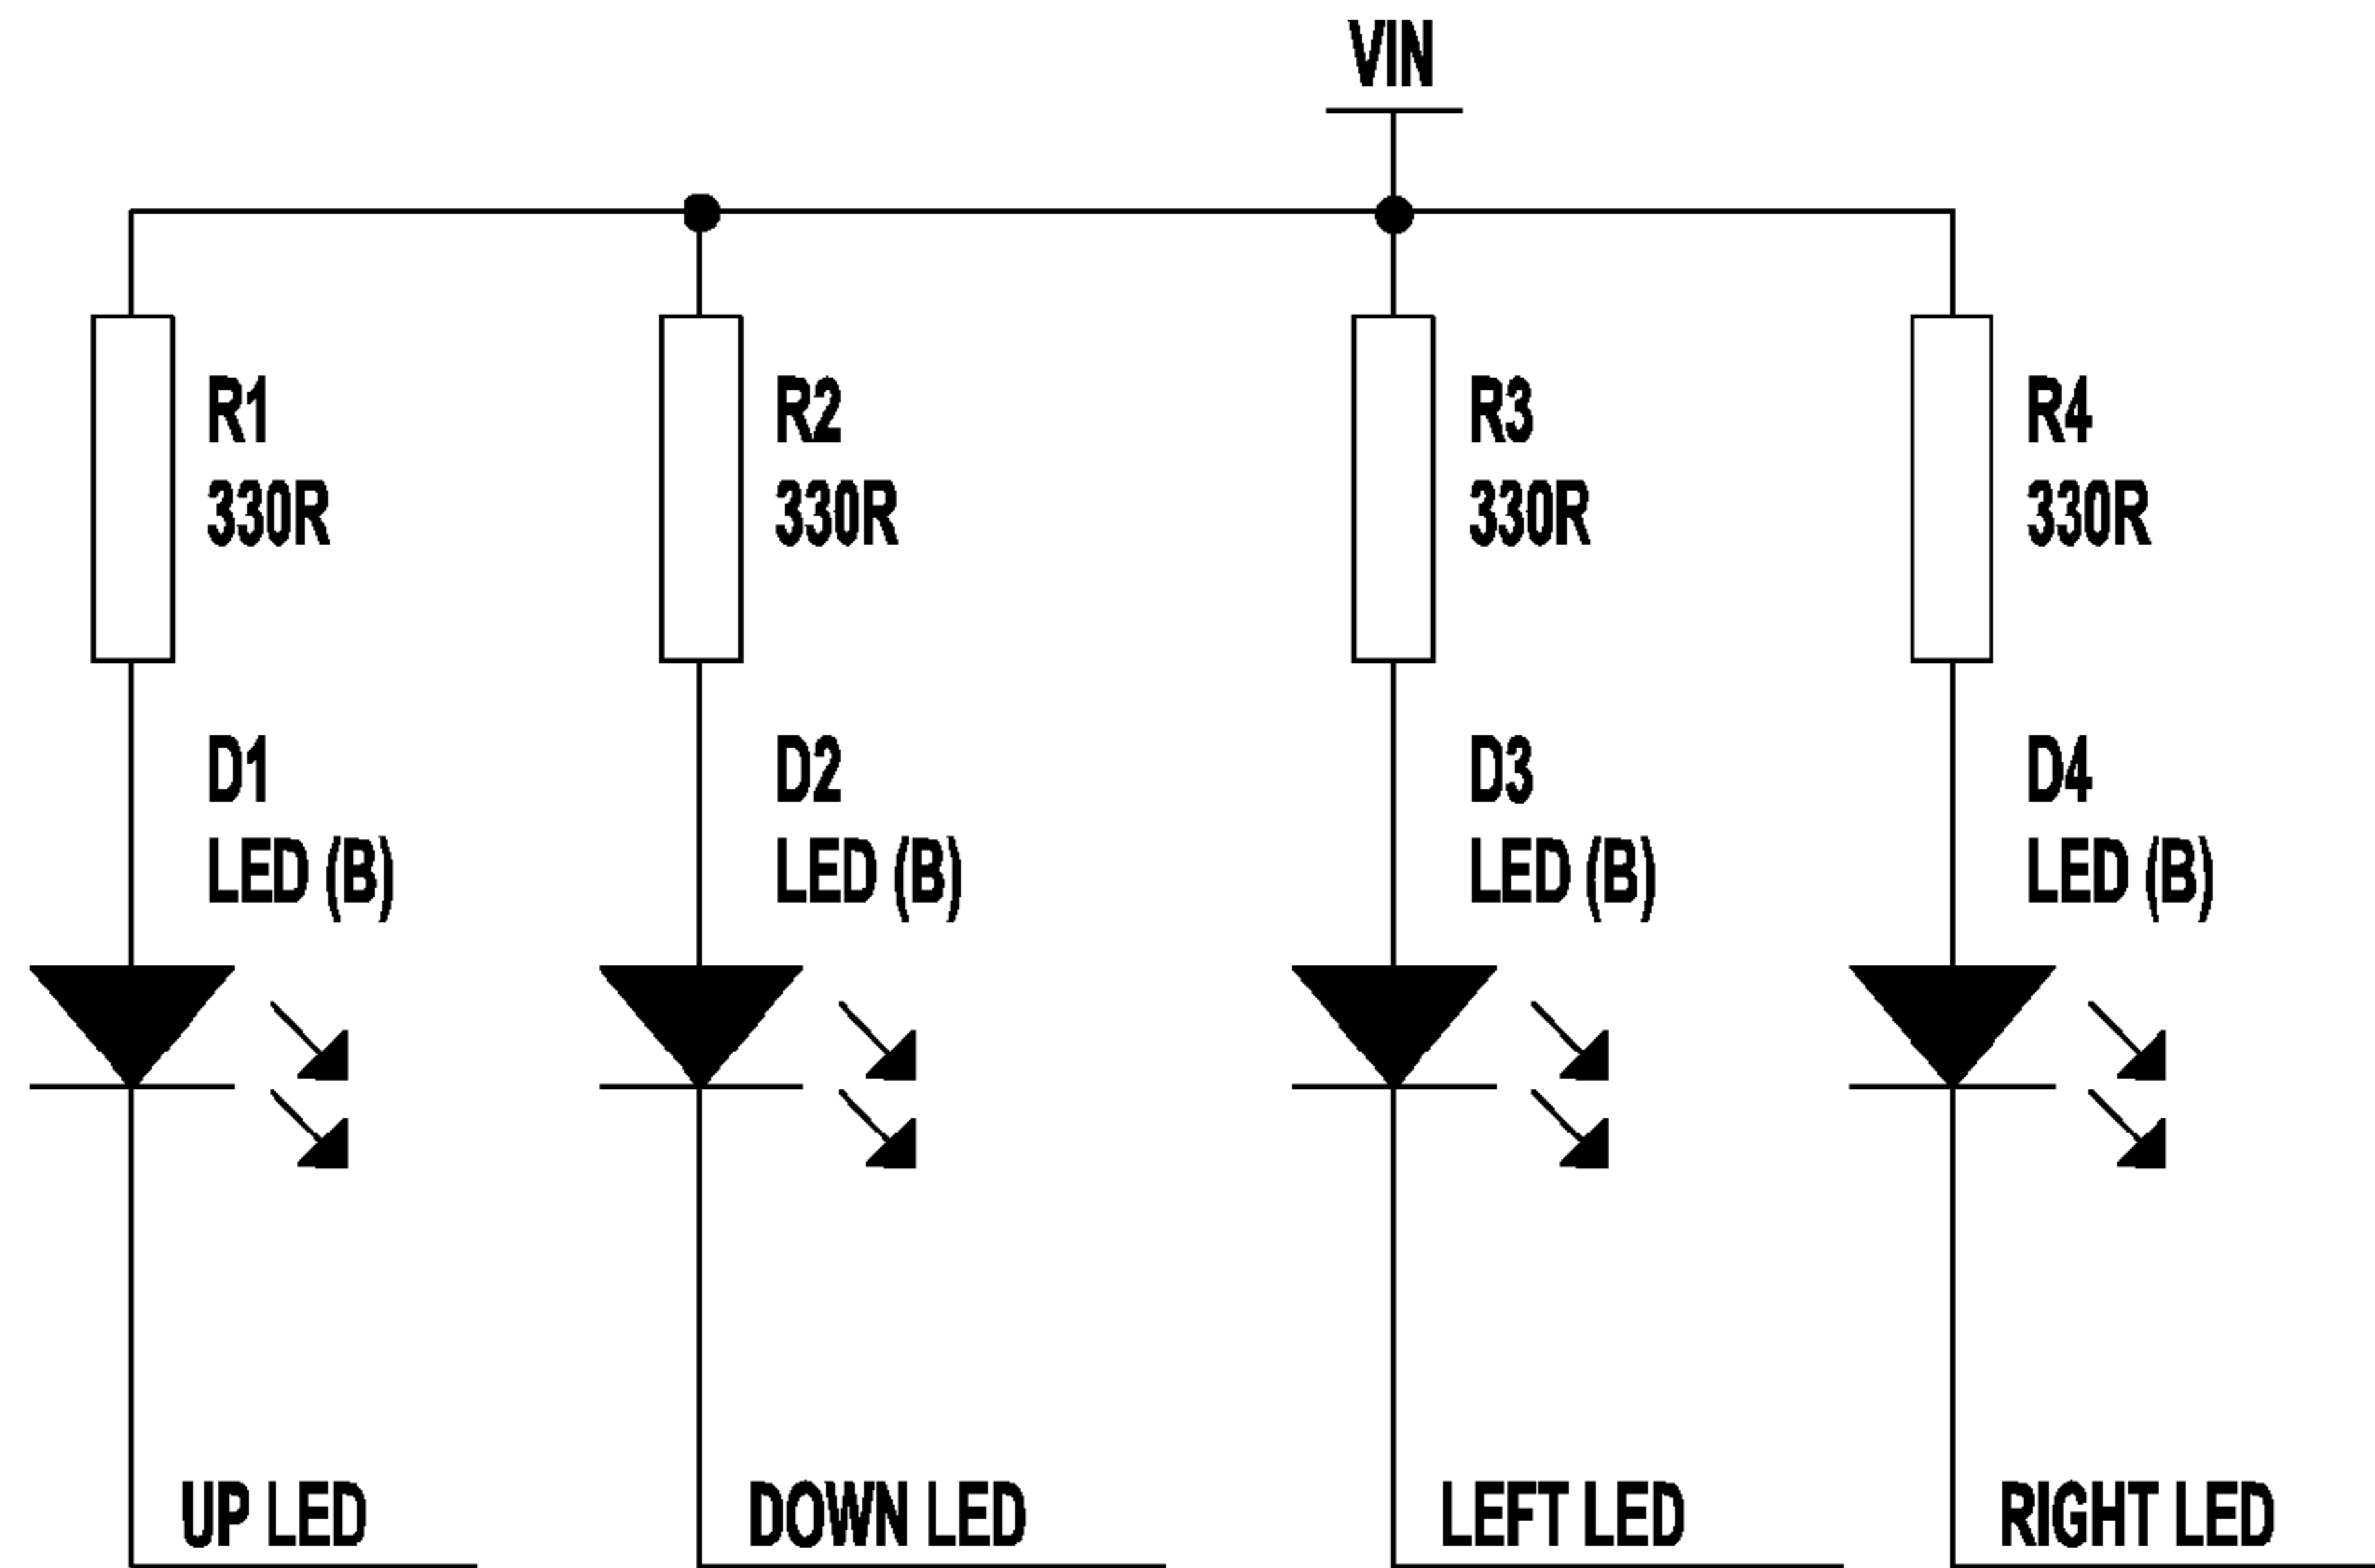 VIN
R1
330R
R2
330R
R3
330R
R4
330R
D1
LED (B)
D2
LED (B)
D3
LED (B)
D4
LED (B)
UP LED
DOWN LED
LEFT LED
RIGHT LED